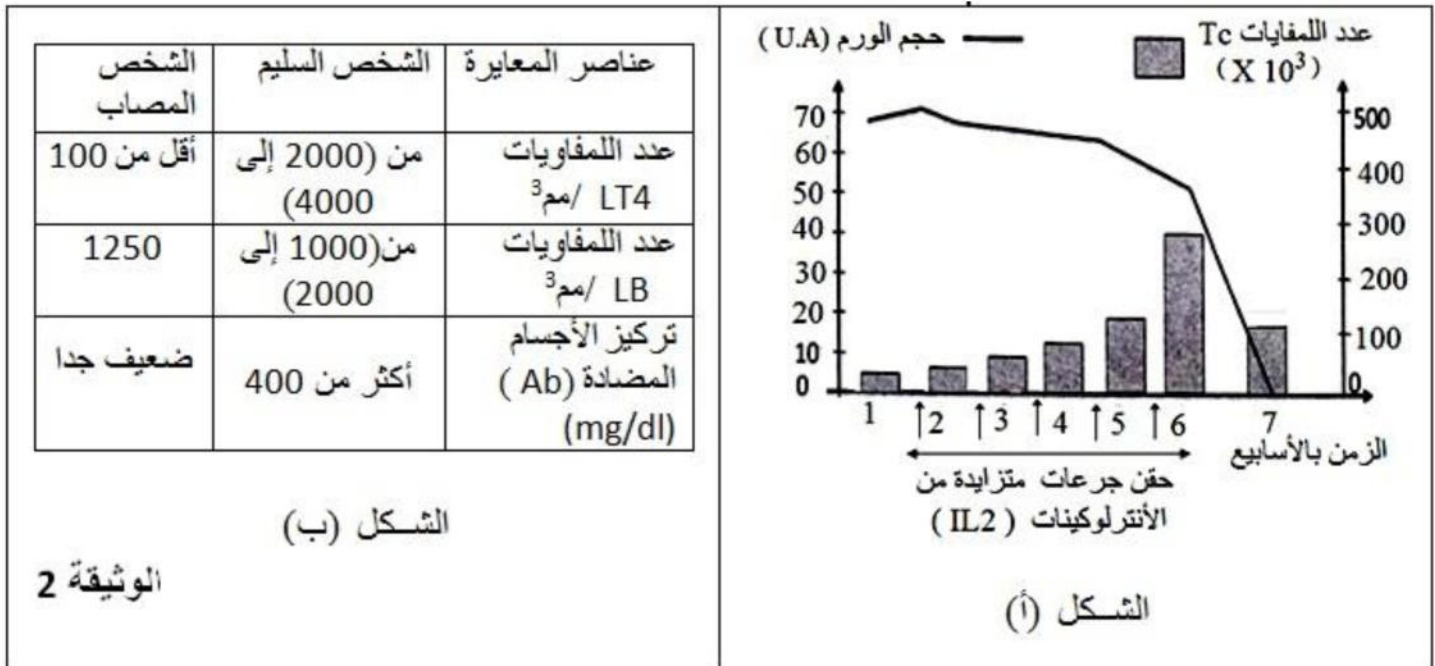 عدد اللمفايات Tc
(X 10³)
حجم الورم (U.A)
70
60
50
40
30
20
10
0
500
400
300
200
100
0
1 2 3 4 5 6 7
الزمن بالأسابيع
حقن جرعات متزايدة من
الأنترلوكينات ( IL2 )
الشكل (أ)
عناصر المعايرة الشخص السليم الشخص
المصاب
عدد اللمفاويات
LT4 /مم³
من (2000 إلى
4000)
أقل من 100
عدد اللمفاويات
LB /مم³
من(1000 إلى
2000)
1250
تركيز الأجسام
المضادة (Ab )
(mg/dl)
أكثر من 400
ضعيف جدا
الشكل (ب)
الوثيقة 2